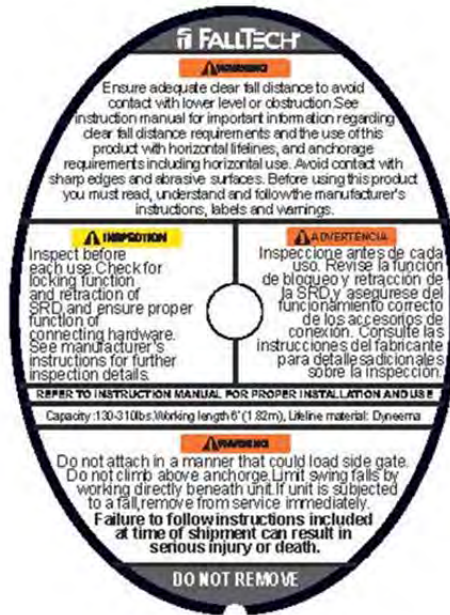 FALLTECH
WARNING
Ensure adequate clear fall distance to avoid
contact with lower level or obstruction.See
instruction manual for important information regarding
clear fall distance requirements and the use of this
product with horizontal lifelines, and anchorage
requirements including horizontal use. Avoid contact with
sharp edges and abrasive surfaces. Before using this product
you must read, understand and follow the manufacturer's
instructions, labels and warnings.
INSPECTION
Inspect before
each use.Check for
locking function
and retraction of
SRD,and ensure proper
function of
connecting hardware.
See manufacturer's
instructions for further
inspection details.
ADVERTENCIA
Inspeccione antes de cada
uso. Revise la función
de bloqueo y retracción de
la SRD,y asegurese del
funcionamiento correcto
de los accesorios de
conexión. Consulte las
instrucciones del fabricante
para detalles adicionales
sobre la inspección.
REFER TO INSTRUCTION MANUAL FOR PROPER INSTALLATION AND USE
Capacity :130-310lbs.Working length 6' (1.82m), Lifeline material: Dyneema
WARNING
Do not attach in a manner that could load side gate.
Do not climb above anchorge.Limit swing falls by
working directly beneath unit.If unit is subjected
to a fall,remove from service immediately.
Failure to follow instructions included
at time of shipment can result in
serious injury or death.
DO NOT REMOVE